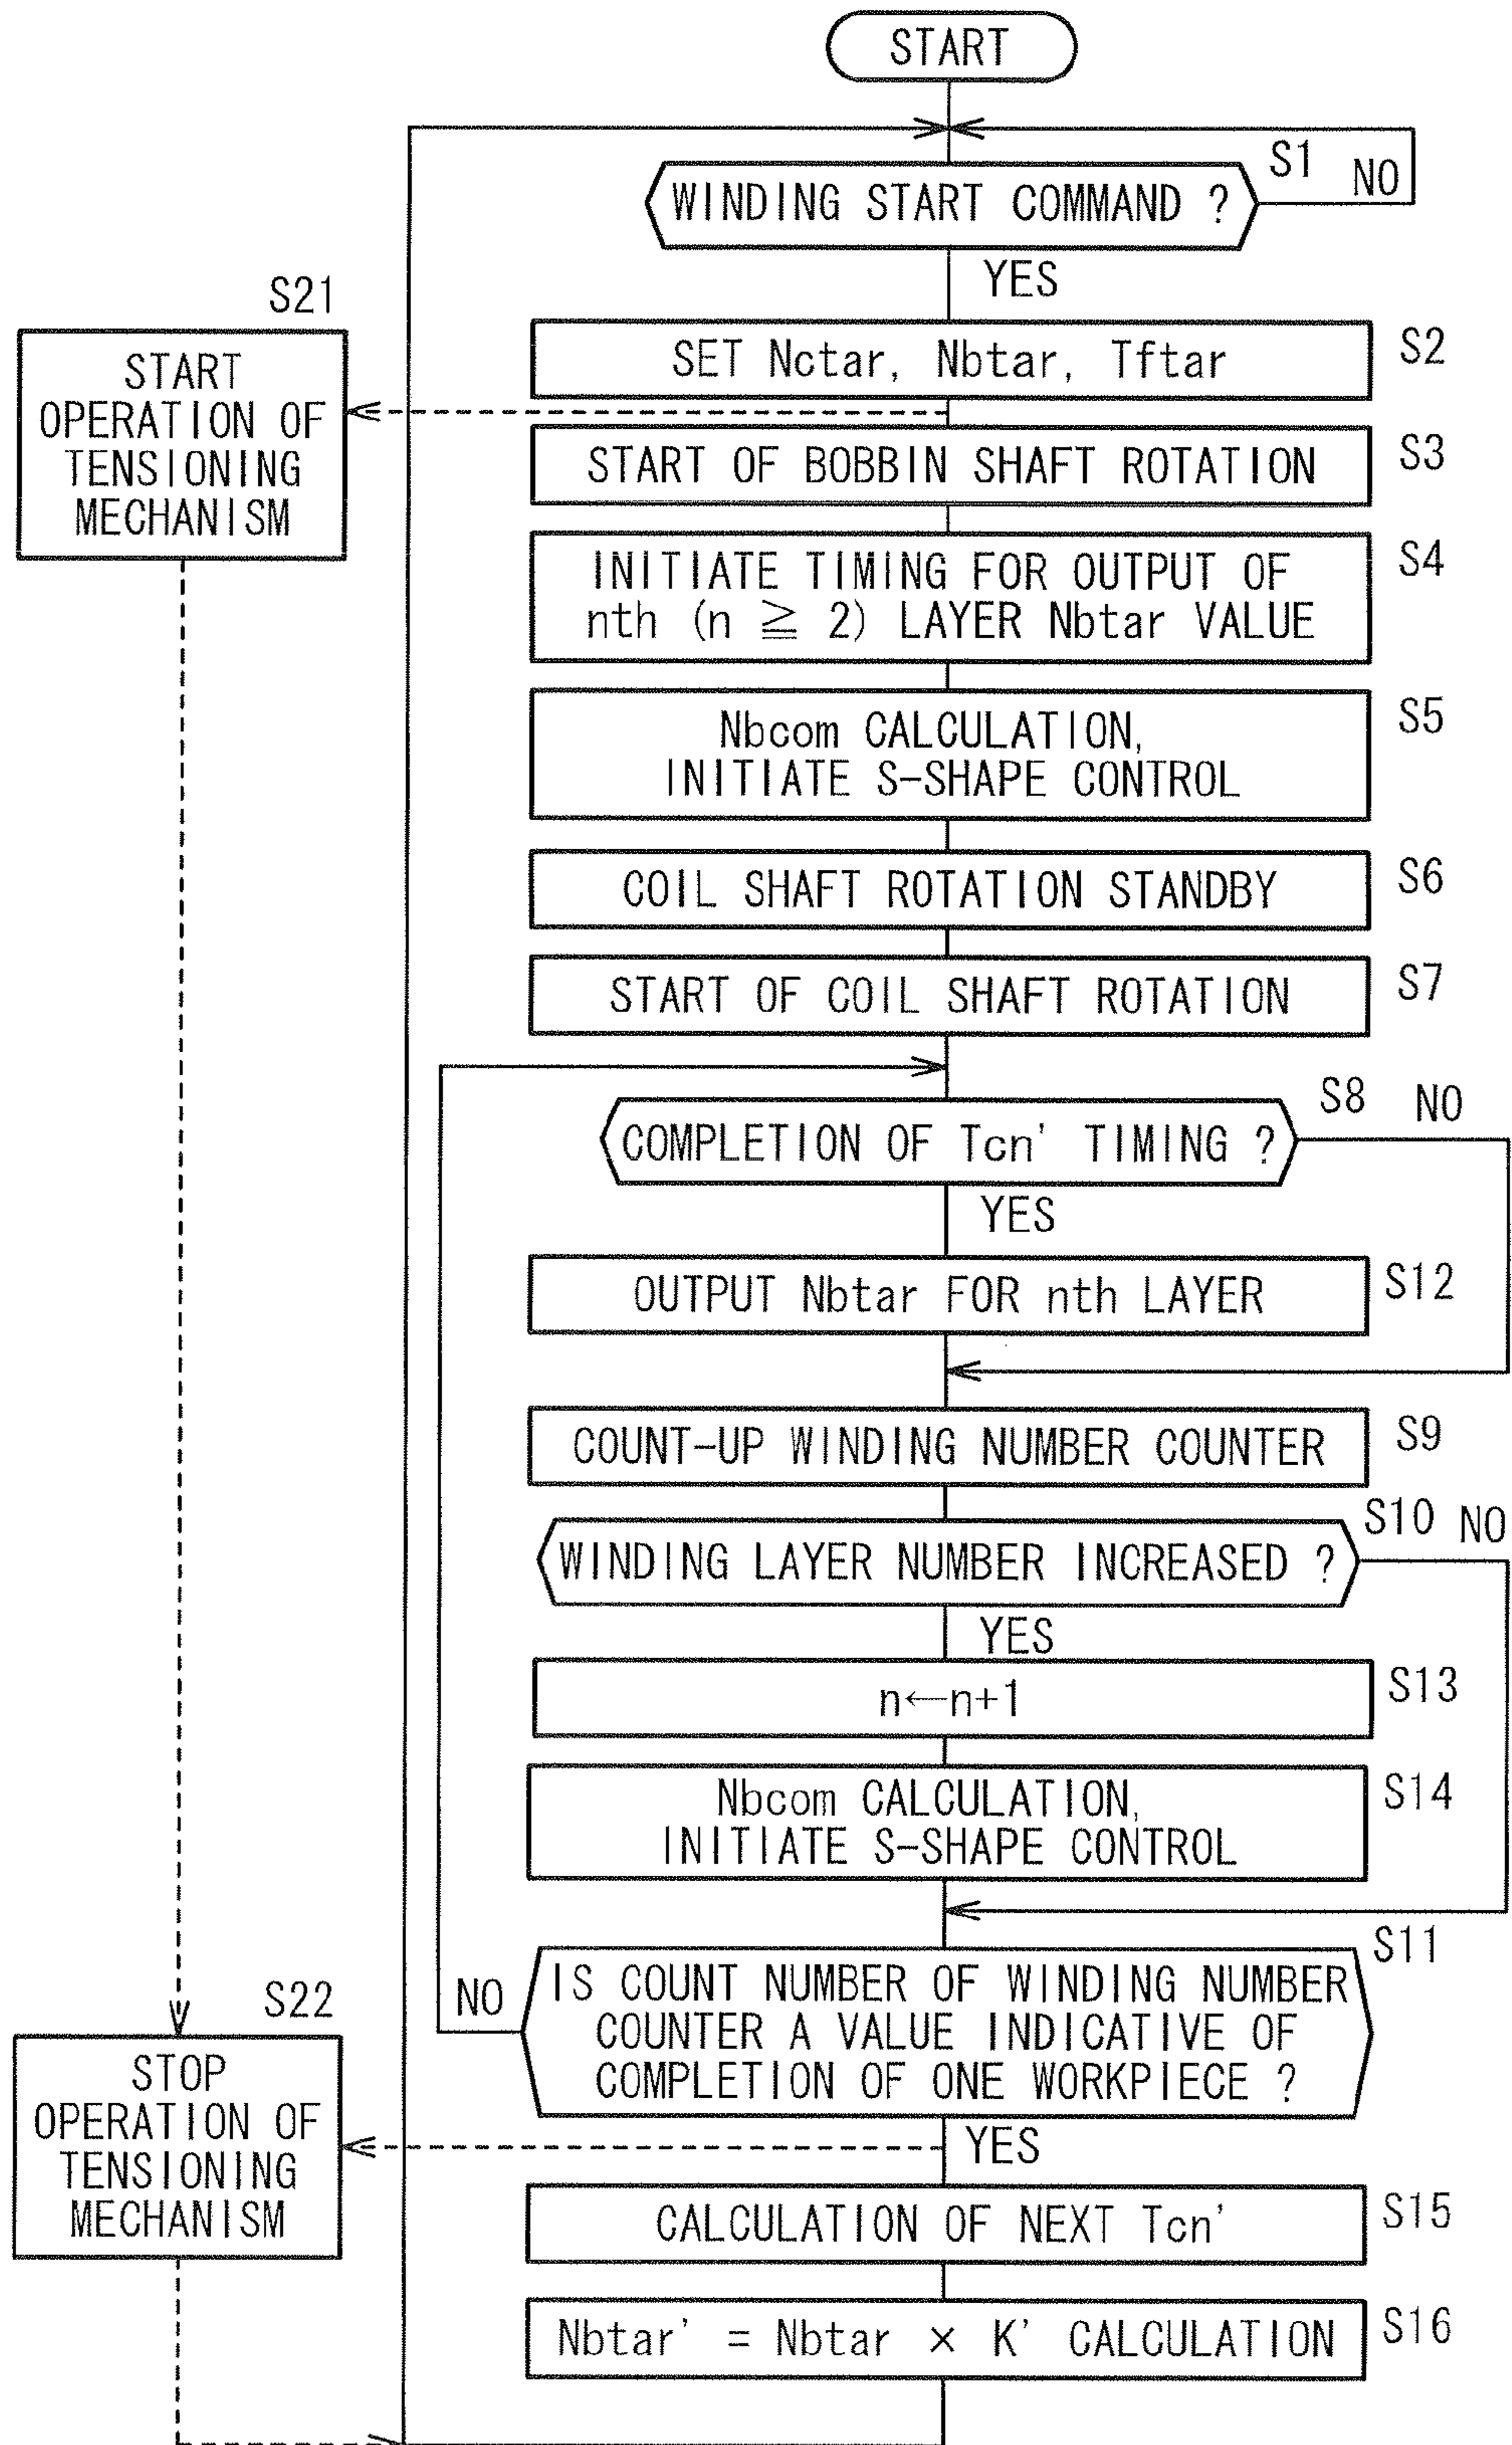 START
S1
NO
WINDING START COMMAND ?
YES
S21
START
OPERATION OF
TENSIONING
MECHANISM
SET Nctar, Nbtar, Tftar
S2
START OF BOBBIN SHAFT ROTATION
S3
INITIATE TIMING FOR OUTPUT OF
nth (n ≧ 2) LAYER Nbtar VALUE
S4
Nbcom CALCULATION,
INITIATE S-SHAPE CONTROL
S5
COIL SHAFT ROTATION STANDBY
S6
START OF COIL SHAFT ROTATION
S7
COMPLETION OF Tcn' TIMING ?
S8
NO
YES
OUTPUT Nbtar FOR nth LAYER
S12
COUNT-UP WINDING NUMBER COUNTER
S9
WINDING LAYER NUMBER INCREASED ?
S10
NO
YES
n←n+1
S13
Nbcom CALCULATION,
INITIATE S-SHAPE CONTROL
S14
S11
NO
IS COUNT NUMBER OF WINDING NUMBER
COUNTER A VALUE INDICATIVE OF
COMPLETION OF ONE WORKPIECE ?
YES
S22
STOP
OPERATION OF
TENSIONING
MECHANISM
CALCULATION OF NEXT Tcn'
S15
Nbtar' = Nbtar × K' CALCULATION
S16